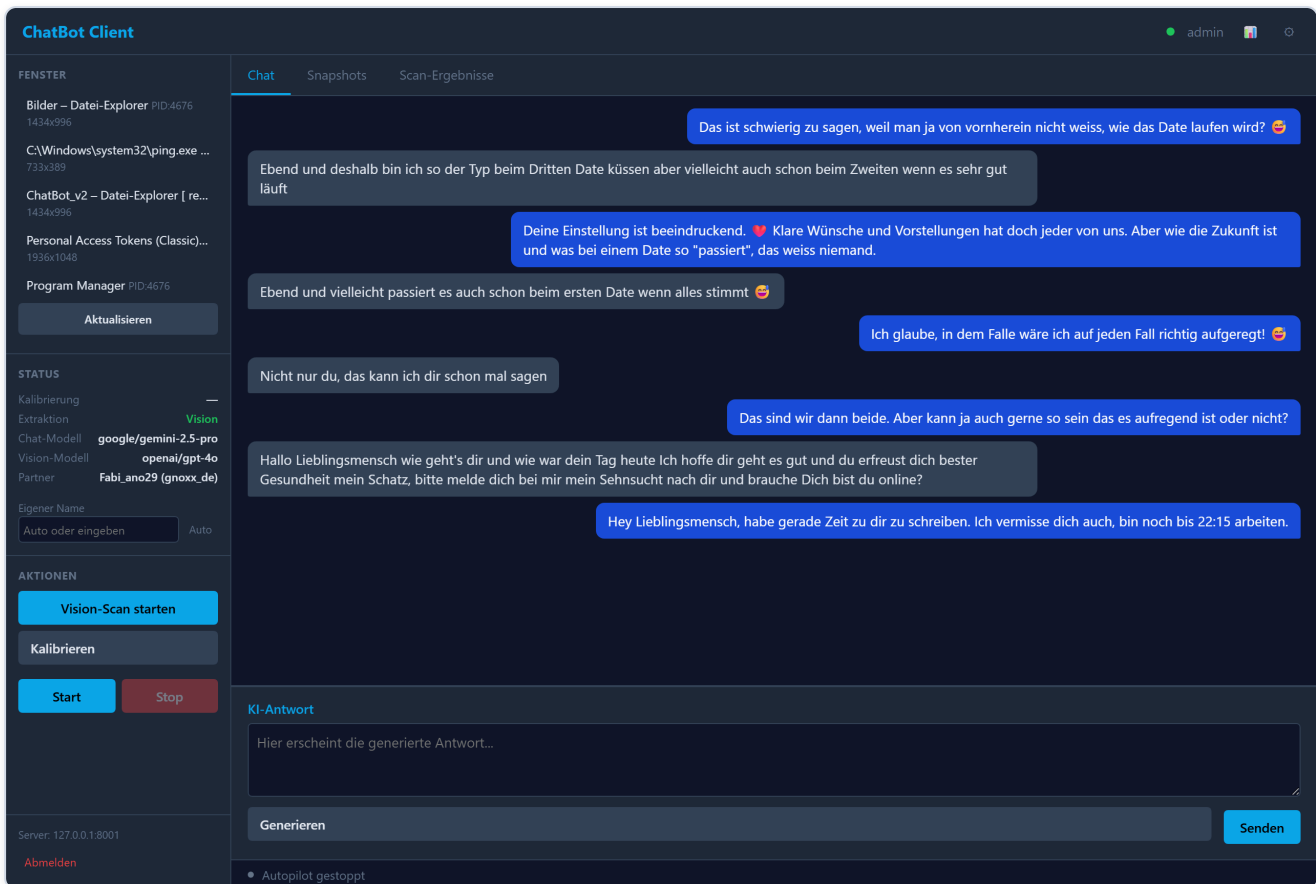 ChatBot Client
admin
FENSTER
Bilder – Datei-Explorer PID:4676
1434x996
C:\Windows\system32\ping.exe ...
733x389
ChatBot_v2 – Datei-Explorer [ re...
1434x996
Personal Access Tokens (Classic)...
1936x1048
Program Manager PID:4676
Aktualisieren
STATUS
Kalibrierung —
Extraktion Vision
Chat-Modell google/gemini-2.5-pro
Vision-Modell openai/gpt-4o
Partner Fabi_ano29 (gnoxx_de)
Eigener Name
Auto oder eingeben Auto
AKTIONEN
Vision-Scan starten
Kalibrieren
Start Stop
Server: 127.0.0.1:8001
Abmelden
Chat Snapshots Scan-Ergebnisse
Das ist schwierig zu sagen, weil man ja von vornherein nicht weiss, wie das Date laufen wird? 😅
Ebend und deshalb bin ich so der Typ beim Dritten Date küssen aber vielleicht auch schon beim Zweiten wenn es sehr gut
läuft
Deine Einstellung ist beeindruckend. 💗 Klare Wünsche und Vorstellungen hat doch jeder von uns. Aber wie die Zukunft ist
und was bei einem Date so "passiert", das weiss niemand.
Ebend und vielleicht passiert es auch schon beim ersten Date wenn alles stimmt 😅
Ich glaube, in dem Falle wäre ich auf jeden Fall richtig aufgeregt! 😅
Nicht nur du, das kann ich dir schon mal sagen
Das sind wir dann beide. Aber kann ja auch gerne so sein das es aufregend ist oder nicht?
Hallo Lieblingsmensch wie geht's dir und wie war dein Tag heute Ich hoffe dir geht es gut und du erfreust dich bester
Gesundheit mein Schatz, bitte melde dich bei mir mein Sehnsucht nach dir und brauche Dich bist du online?
Hey Lieblingsmensch, habe gerade Zeit zu dir zu schreiben. Ich vermisse dich auch, bin noch bis 22:15 arbeiten.
KI-Antwort
Hier erscheint die generierte Antwort...
Generieren
Senden
Autopilot gestoppt